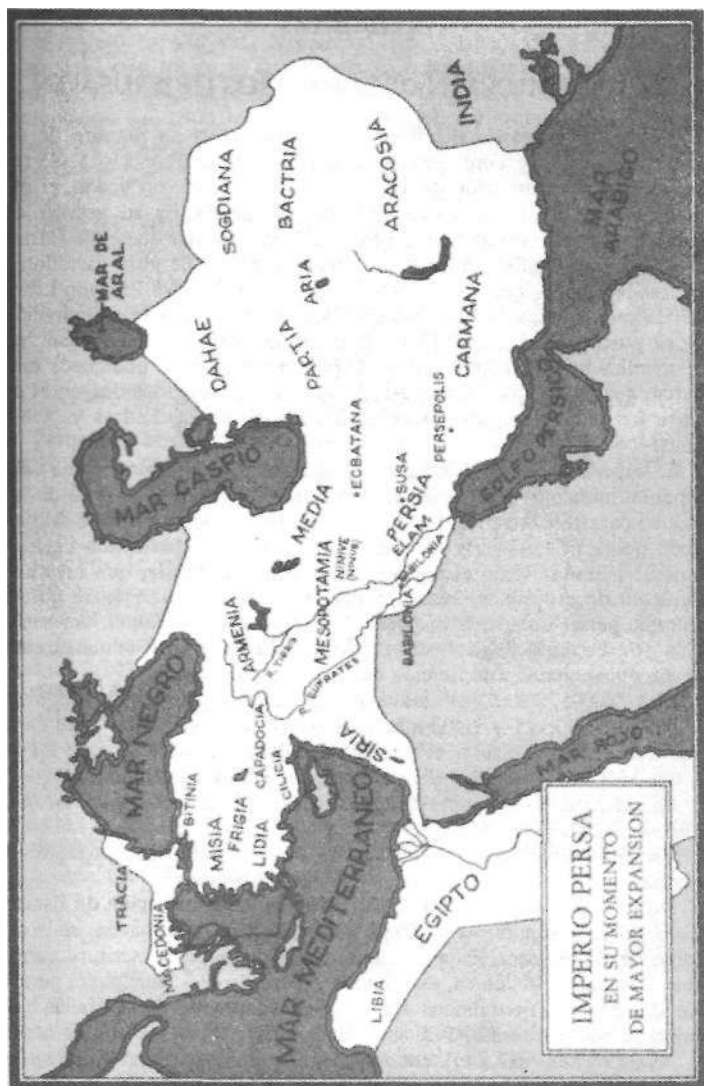 TRACIA
MACEDONIA
MAR NEGRO
BITINIA
MISIA
FRIGIA
LIDIA
CAPADOCIA
CILICIA
MAR MEDITERRANEO
LIBIA
EGIPTO
SIRIA
MAR ROJO
ARMENIA
R. TIGRIS
R. EUFRATES
MESOPOTAMIA
NINIVE
(NINUS)
MEDIA
MAR CASPIO
BABILONIA
BABILONIA
ELAM
PERSIA
SUSA
ECBATANA
PERSEPOLIS
GOLFO PERSICO
MAR DE
ARAL
DAHAE
PARTIA
ARIA
CARMANA
SOGDIANA
BACTRIA
ARACOSIA
INDIA
MAR
ARABIGO
IMPERIO PERSA
EN SU MOMENTO
DE MAYOR EXPANSION